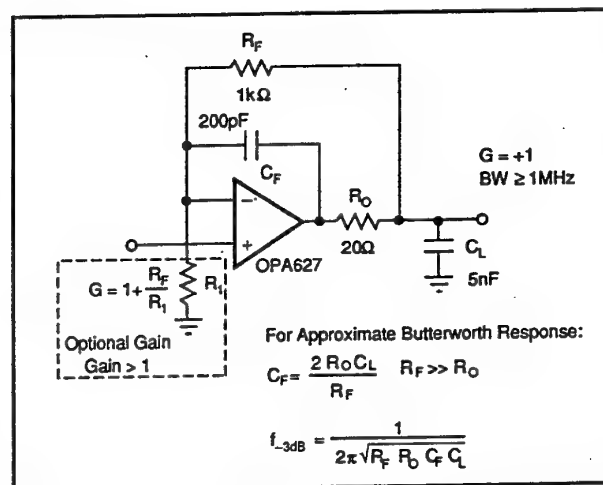 R_F
1kΩ
200pF
C_F
G = +1
BW ≥ 1MHz
R_O
–
+
20Ω
C_L
OPA627
5nF
G = 1 + R_F / R_1
R_1
Optional Gain
Gain > 1
For Approximate Butterworth Response:
C_F = 2 R_O C_L / R_F   R_F >> R_O
f_–3dB = 1 / 2π√R_F R_O C_F C_L